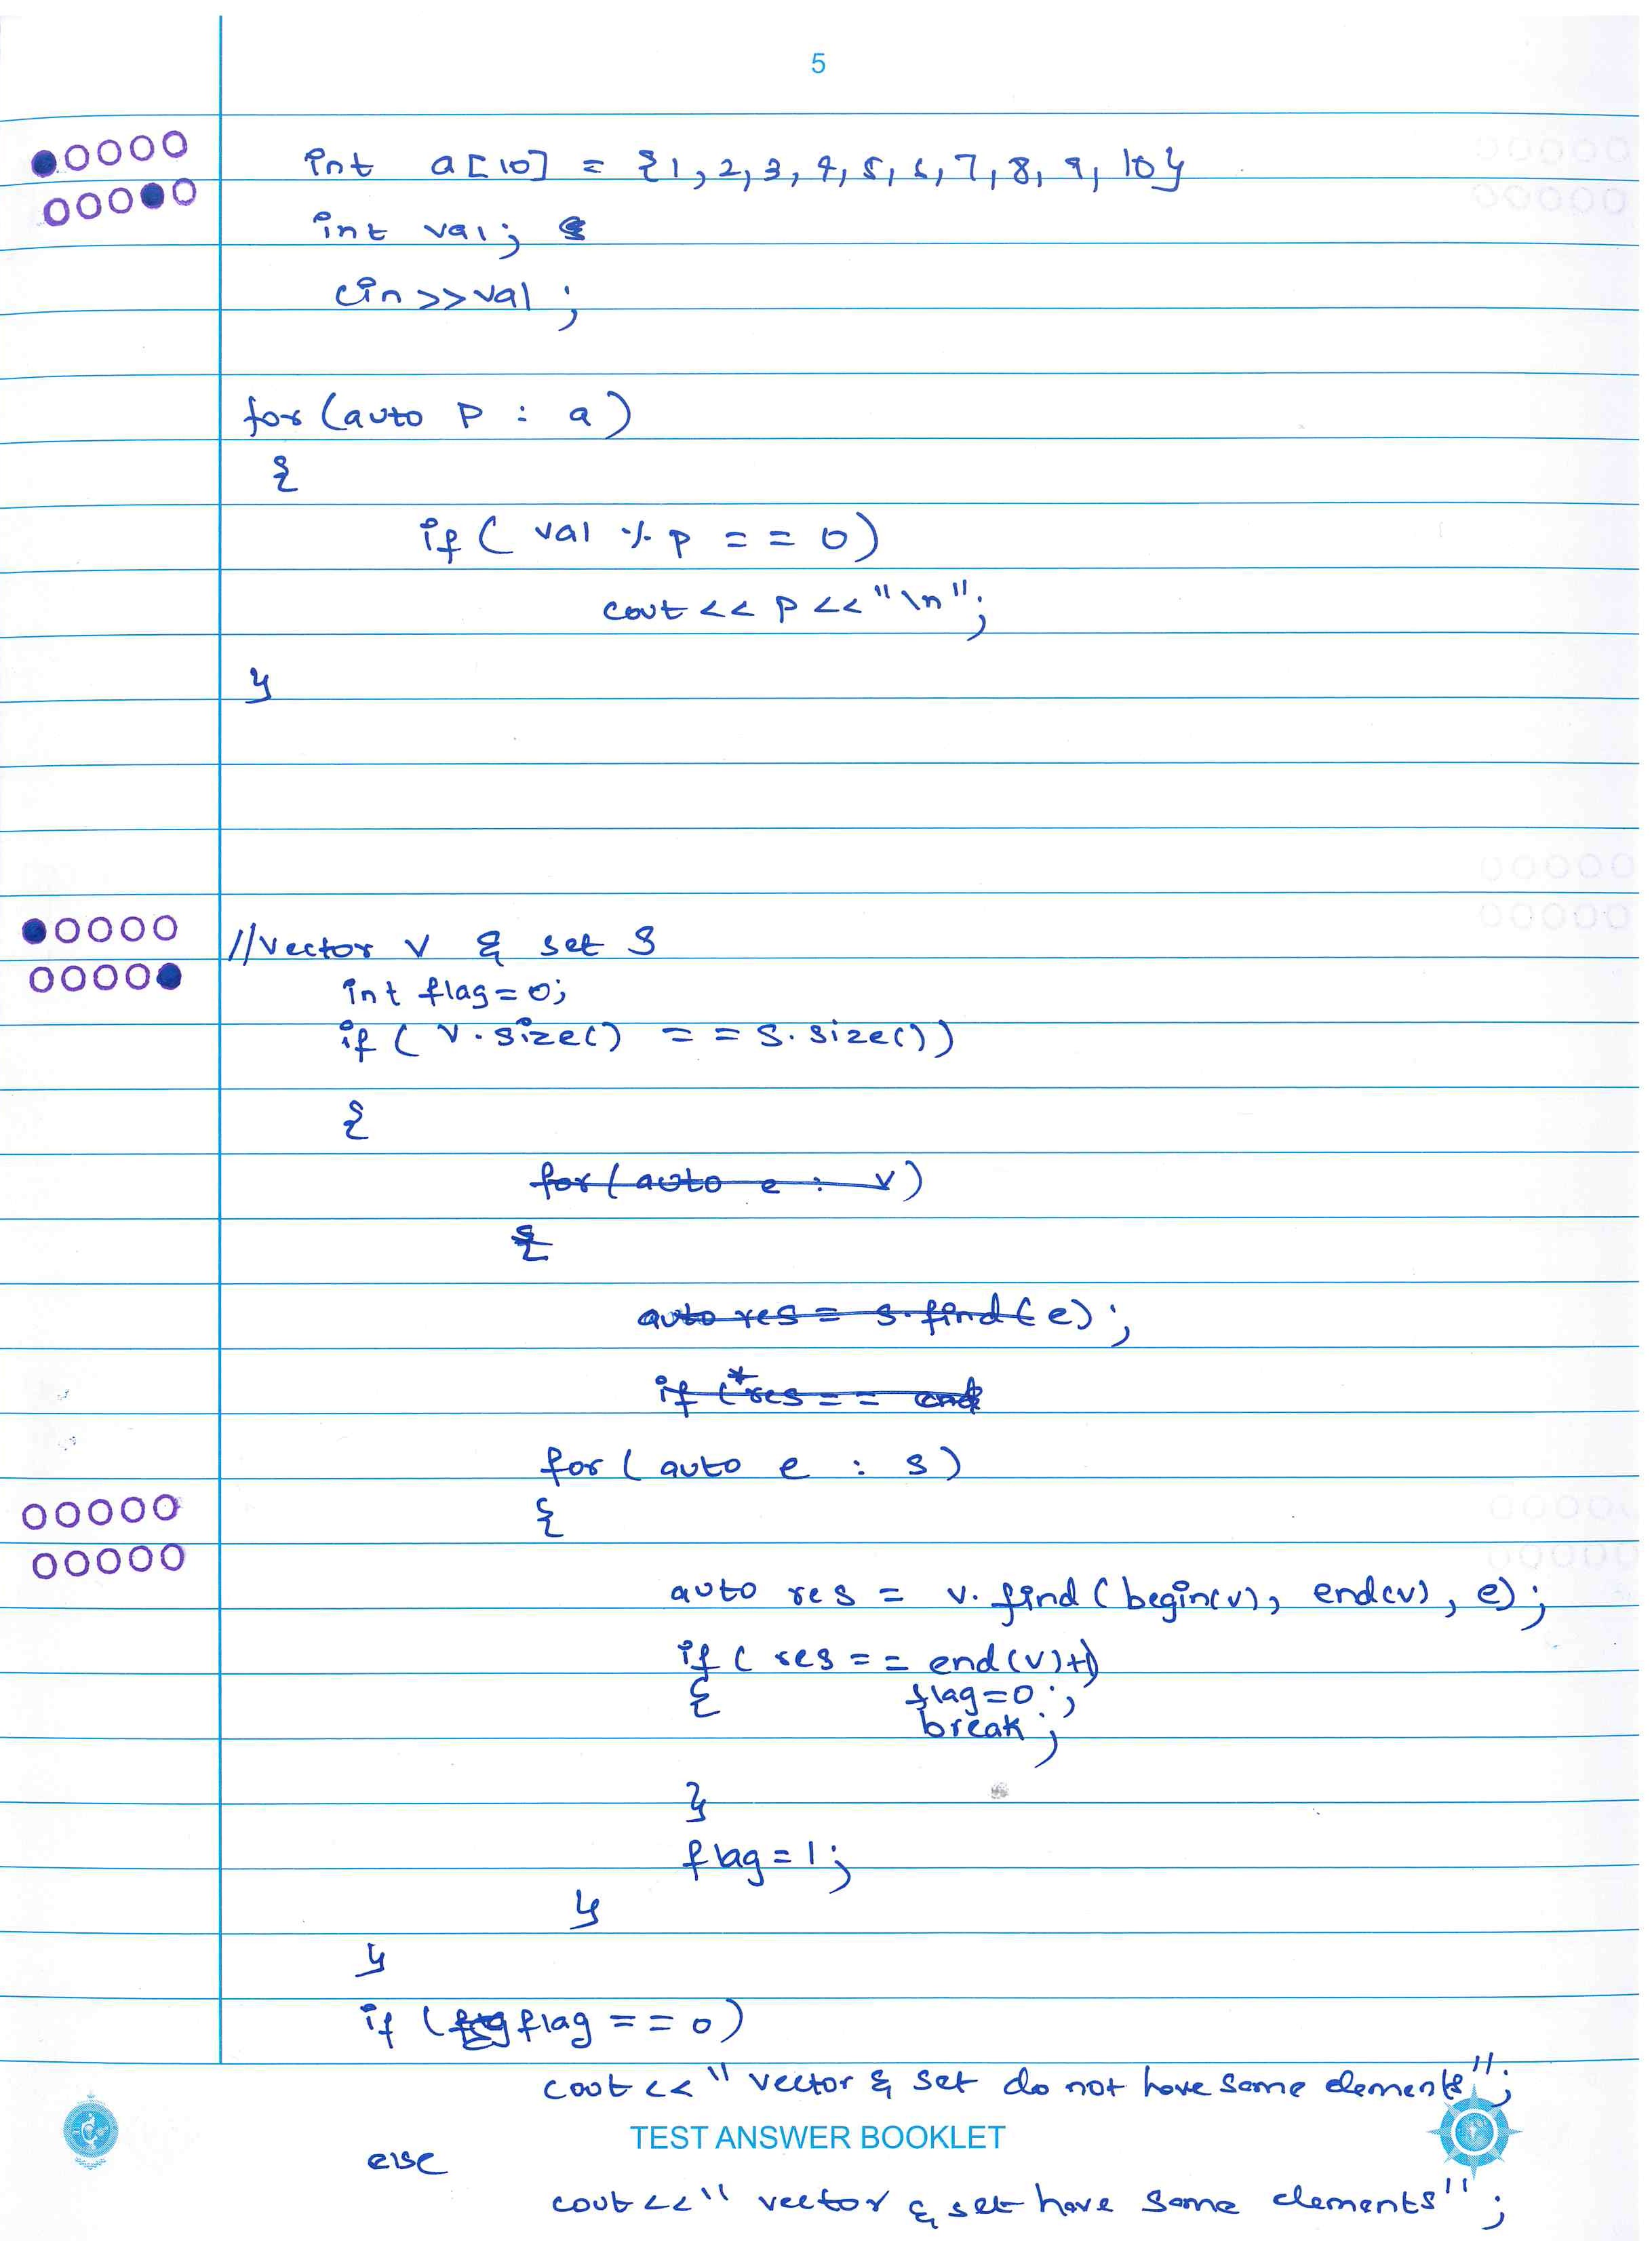 5
int a[10] = {1,2,3,4,5,6,7,8,9,10}
int val;
cin>>val;
for(auto p : a)
{
if( val % p == 0)
cout<< p <<"\n";
}
//vector v & set s
int flag=0;
if( v.size() == s.size())
{
for(auto e : v)
{
auto res = s.find(e);
if(*res == end
for( auto e : s)
{
auto res = v.find(begin(v), end(v), e);
if( res == end(v)+1)
{ flag=0;
break;
}
flag=1;
}
}
if( flag == 0)
cout<<"vector & set do not have same elements";
TEST ANSWER BOOKLET
else
cout<<"vector & set have same elements";